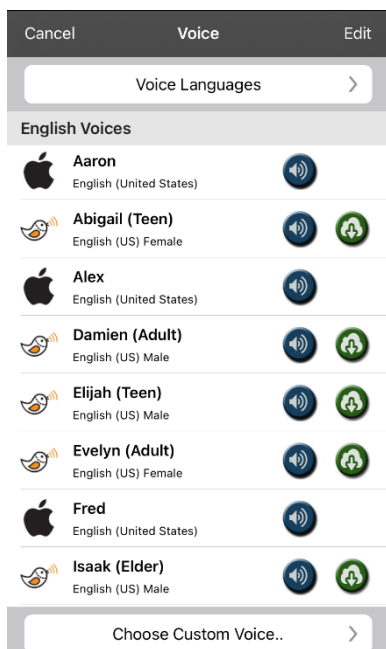 Cancel Voice Edit
Voice Languages
English Voices
Aaron
English (United States)
Abigail (Teen)
English (US) Female
Alex
English (United States)
Damien (Adult)
English (US) Male
Elijah (Teen)
English (US) Male
Evelyn (Adult)
English (US) Female
Fred
English (United States)
Isaak (Elder)
English (US) Male
Choose Custom Voice..